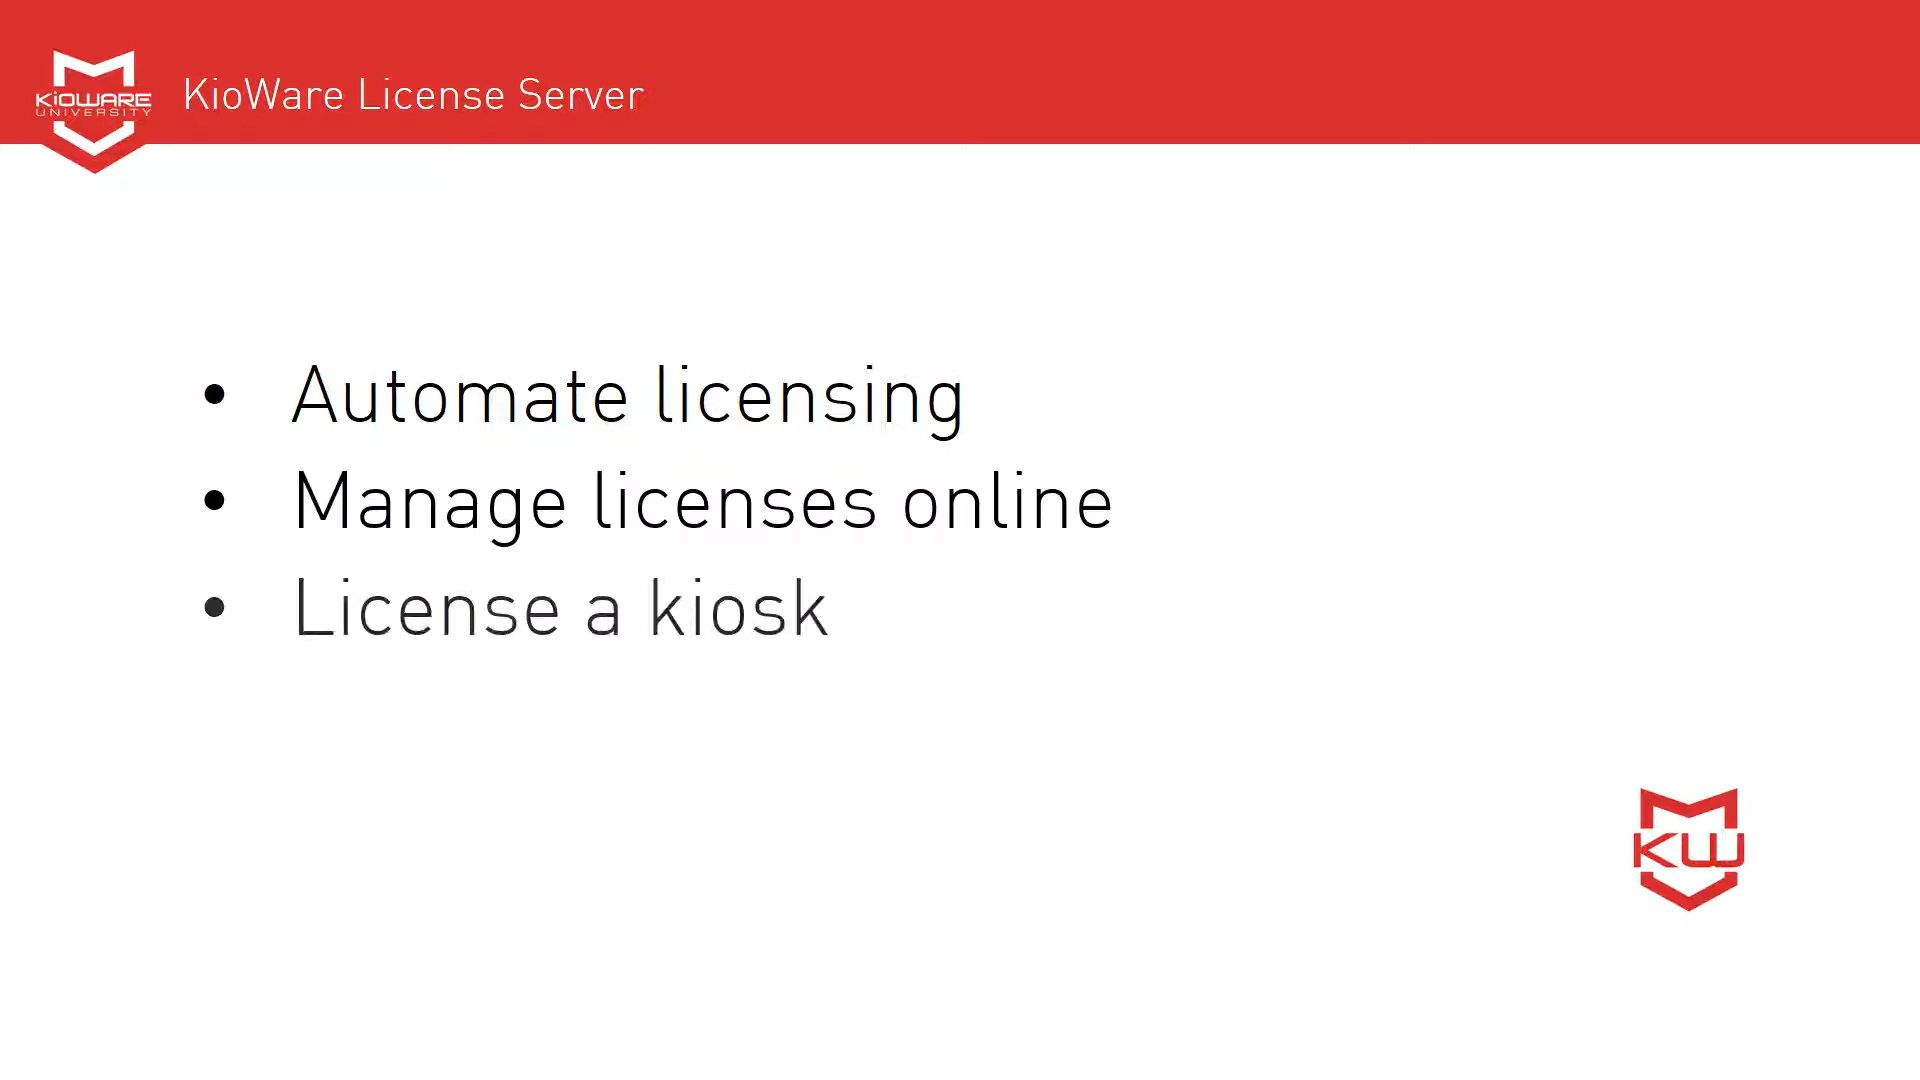 KIOWARE
UNIVERSITY
KioWare License Server
• Automate licensing
• Manage licenses online
• License a kiosk
KW